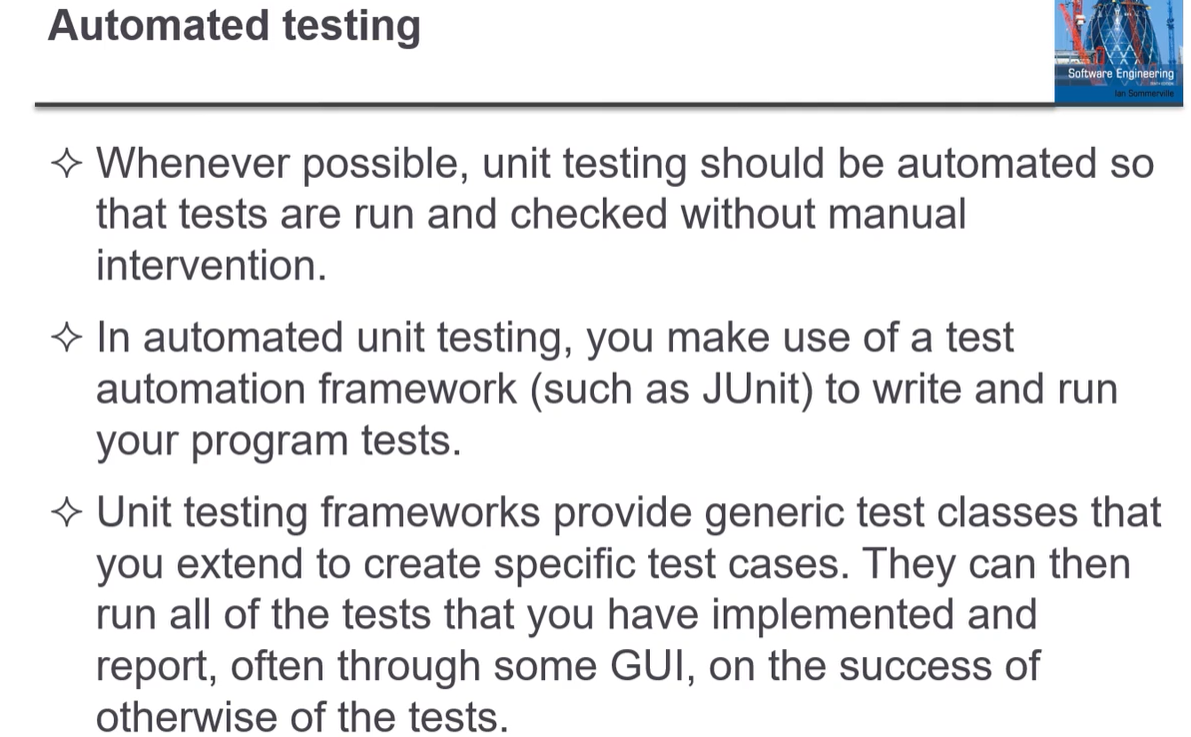 Automated testing
Software Engineering
Ian Sommerville
✧ Whenever possible, unit testing should be automated so
that tests are run and checked without manual
intervention.
✧ In automated unit testing, you make use of a test
automation framework (such as JUnit) to write and run
your program tests.
✧ Unit testing frameworks provide generic test classes that
you extend to create specific test cases. They can then
run all of the tests that you have implemented and
report, often through some GUI, on the success of
otherwise of the tests.